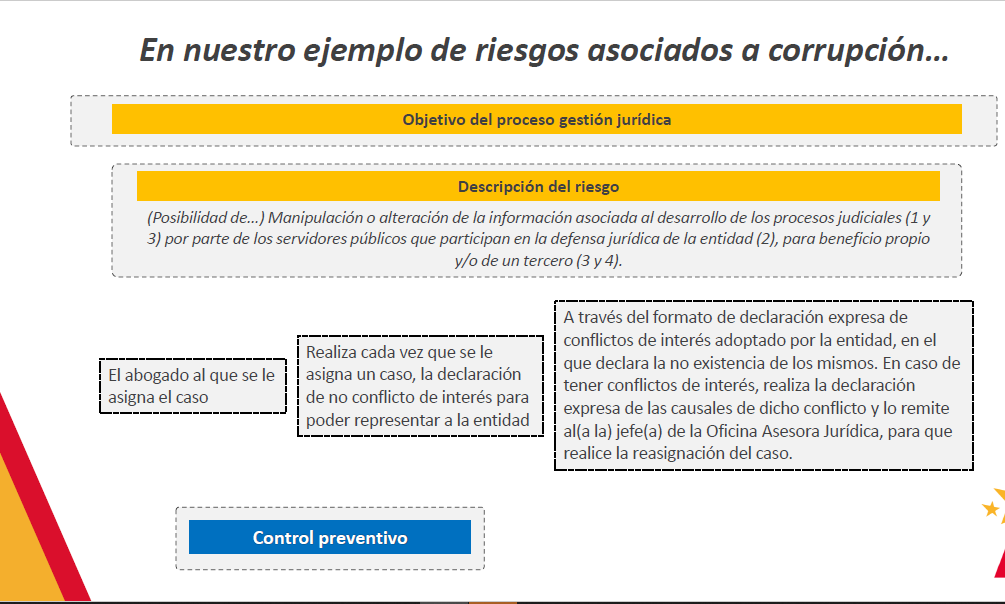 En nuestro ejemplo de riesgos asociados a corrupción…
Objetivo del proceso gestión jurídica
Descripción del riesgo
(Posibilidad de…) Manipulación o alteración de la información asociada al desarrollo de los procesos judiciales (1 y
3) por parte de los servidores públicos que participan en la defensa jurídica de la entidad (2), para beneficio propio
y/o de un tercero (3 y 4).
El abogado al que se le
asigna el caso
Realiza cada vez que se le
asigna un caso, la declaración
de no conflicto de interés para
poder representar a la entidad
A través del formato de declaración expresa de
conflictos de interés adoptado por la entidad, en el
que declara la no existencia de los mismos. En caso de
tener conflictos de interés, realiza la declaración
expresa de las causales de dicho conflicto y lo remite
al(a la) jefe(a) de la Oficina Asesora Jurídica, para que
realice la reasignación del caso.
Control preventivo